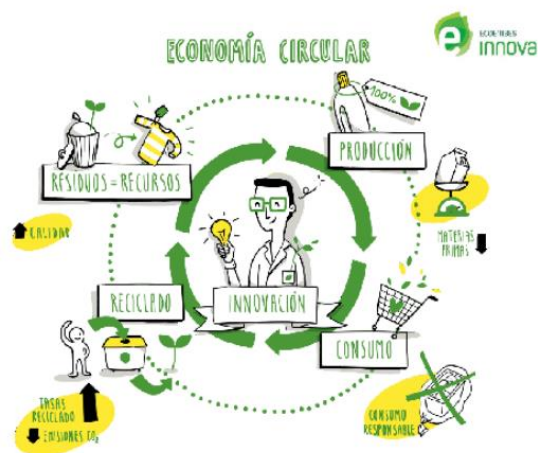 ECONOMÍA CIRCULAR
ECOEMBES
innova
100%
PRODUCCIÓN
RESIDUOS = RECURSOS
CALIDAD
MATERIAS
PRIMAS
RECICLADO
INNOVACIÓN
CONSUMO
TASAS
RECICLADO
EMISIONES CO₂
CONSUMO
RESPONSABLE